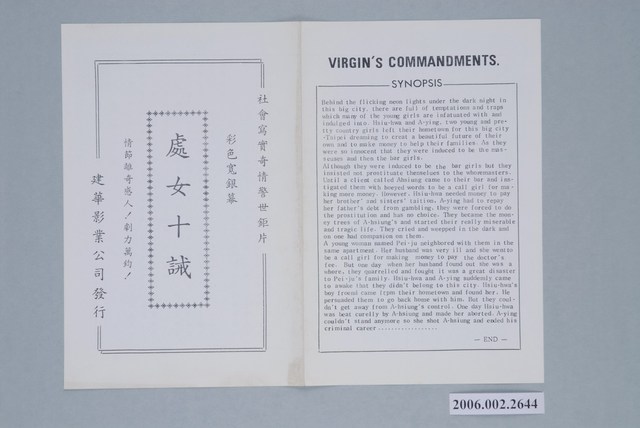 社會寫實奇情警世鉅片
彩色寬銀幕
處女十誡
情節離奇感人！劇力萬鈞！
建華影業公司發行
VIRGIN'S COMMANDMENTS.
SYNOPSIS
Behind the flicking neon lights under the dark night in
this big city, there are full of temptations and traps
which many of the young girls are infatuated with and
indulged into. Hsiu-hwa and A-ying, two young and pre-
tty country girls left their hometown for this big city
-Taipei dreaming to creat a beautiful future of their
own and to make money to help their families. As they
were so innocent that they were induced to be the
and then the bar girls.
Although they were induced to be the bar girls but they
insisted not prostitute themselves to the whoremasters.
Until a client called Ahsiung came to their bar and ins-
tigated them with honeyed words to be a call girl for ma-
king more money. However, Hsiu-hwa needed money to pay
her brother' and sisters' tuition, A-ying had to repay
her father's debt from gambling, they were forced to do
the prostitution and has no choice. They became the mon-
ey trees of A-hsiung's and started their really miserable
and tragic life. They cried and weeped in the dark and
no one had compassion on them.
A young woman named Pei-ju neighbored with them in the
same apartment. Her husband was very ill and she went to
be a call girl for making money to pay the doctor's
fee. But one day when her husband found out she was a
whore, they quarrelled and fought it was a great disaster
to Pei-ju's family. Hsiu-hwa and A-ying suddenly came
to awake that they didn't belong to this city. Hsiu-hwa's
boy friend came from their hometown and found her. He
persuaded them to go back house with him. But they coul-
dn't get away from A-hsiung's control. One day Hsiu-hwa
was beat cruelly by A-hsiung and made her aborted. A-ying
couldn't stand anymore so she shot A-hsiung and ended his
criminal career..................
— END —
2006.002.2644